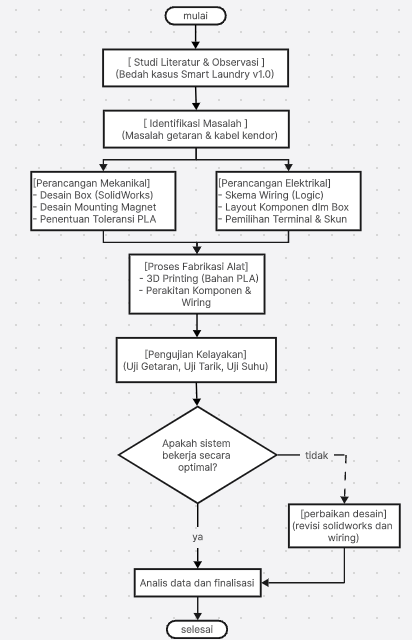 mulai
[ Studi Literatur & Observasi ]
(Bedah kasus Smart Laundry v1.0)
[ Identifikasi Masalah ]
(Masalah getaran & kabel kendor)
[Perancangan Mekanikal]
- Desain Box (SolidWorks)
- Desain Mounting Magnet
- Penentuan Toleransi PLA
[Perancangan Elektrikal]
- Skema Wiring (Logic)
- Layout Komponen dlm Box
- Pemilihan Terminal & Skun
[Proses Fabrikasi Alat]
- 3D Printing (Bahan PLA)
- Perakitan Komponen &
Wiring
[Pengujian Kelayakan]
(Uji Getaran, Uji Tarik, Uji Suhu)
Apakah sistem
bekerja secara
optimal?
tidak
[perbaikan desain]
(revisi solidworks dan
wiring)
ya
Analis data dan finalisasi
selesai